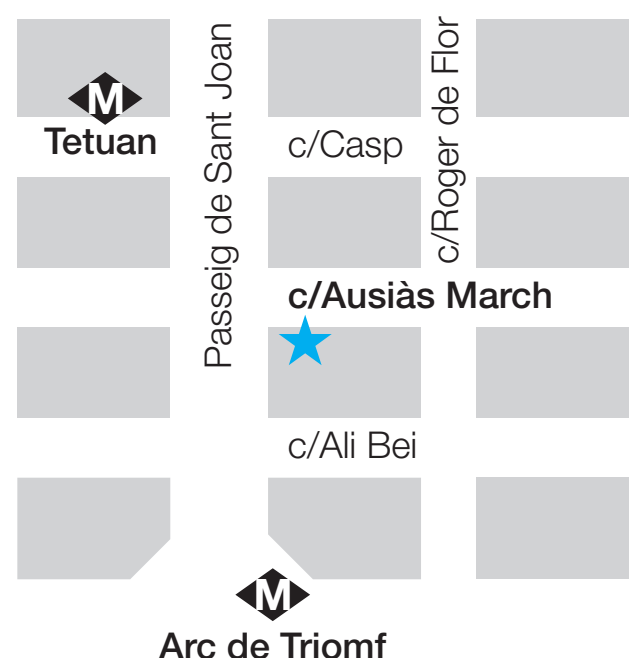 M
Tetuan
Passeig de Sant Joan
c/Casp
c/Roger de Flor
c/Ausiàs March
c/Ali Bei
M
Arc de Triomf